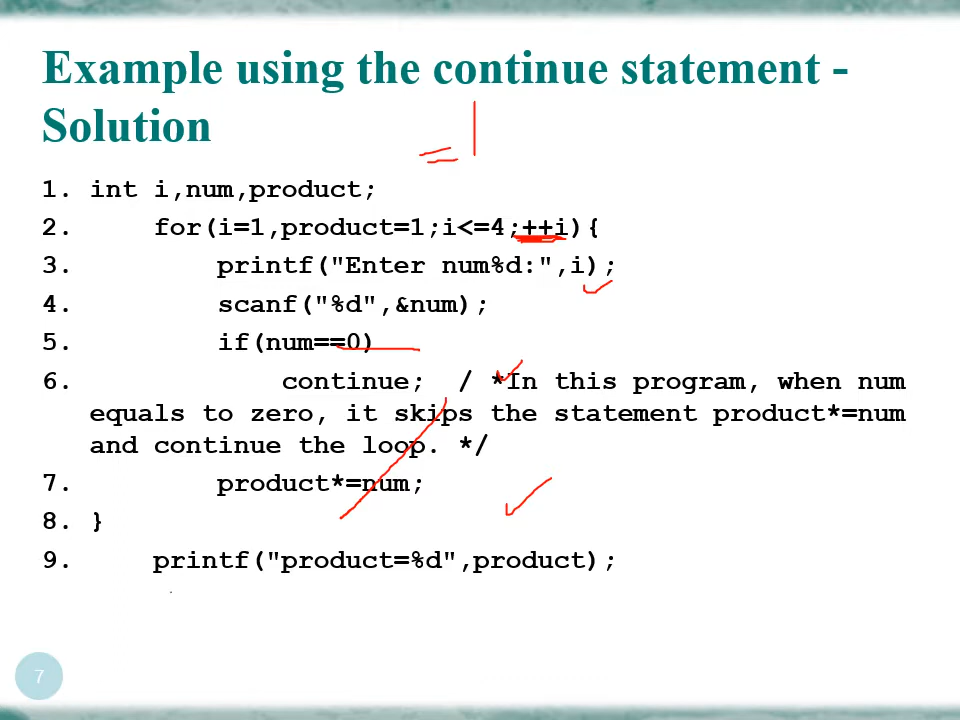 Example using the continue statement -
Solution
1. int i,num,product;
2. for(i=1,product=1;i<=4;++i){
3. printf("Enter num%d:",i);
4. scanf("%d",&num);
5. if(num==0)
6. continue; / *In this program, when num
equals to zero, it skips the statement product*=num
and continue the loop. */
7. product*=num;
8. }
9. printf("product=%d",product);
7